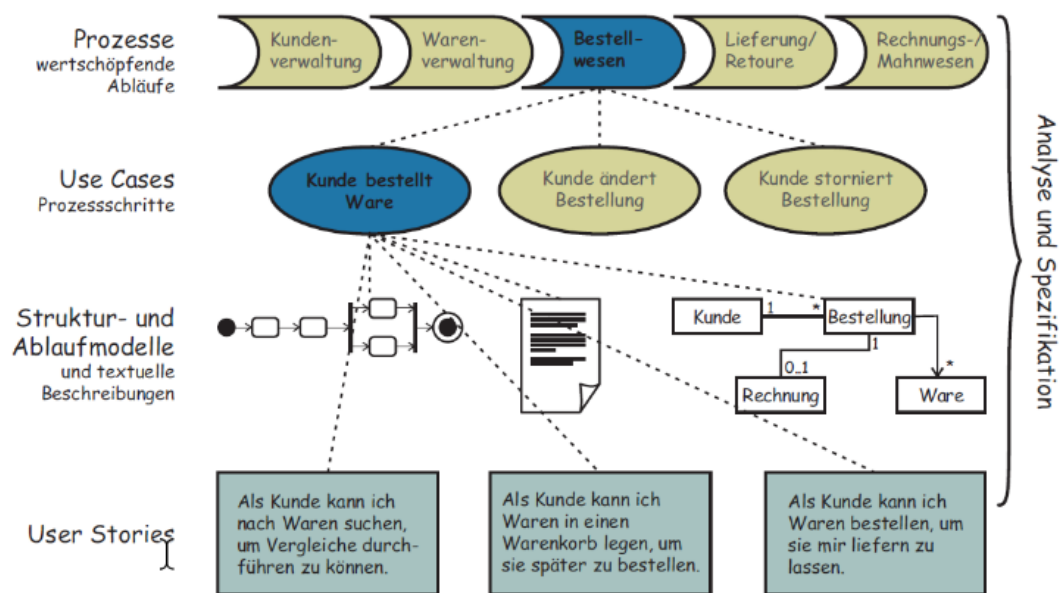 Prozesse
wertschöpfende
Abläufe
Kunden-
verwaltung
Waren-
verwaltung
Bestell-
wesen
Lieferung/
Retoure
Rechnungs-/
Mahnwesen
Use Cases
Prozessschritte
Kunde bestellt
Ware
Kunde ändert
Bestellung
Kunde storniert
Bestellung
Struktur- und
Ablaufmodelle
und textuelle
Beschreibungen
Kunde
1
*
Bestellung
1
0..1
*
Rechnung
Ware
User Stories
Als Kunde kann ich
nach Waren suchen,
um Vergleiche durch-
führen zu können.
Als Kunde kann ich
Waren in einen
Warenkorb legen, um
sie später zu bestellen.
Als Kunde kann ich
Waren bestellen, um
sie mir liefern zu
lassen.
Analyse und Spezifikation